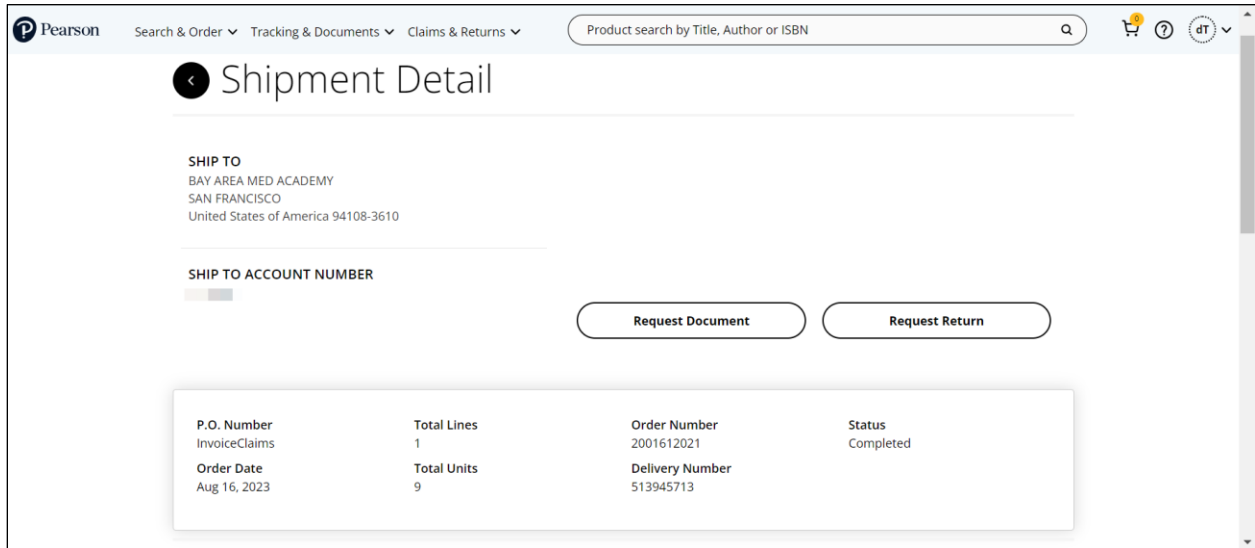 Pearson
Search & Order Tracking & Documents Claims & Returns
Product search by Title, Author or ISBN
0
?
dT
Shipment Detail
SHIP TO
BAY AREA MED ACADEMY
SAN FRANCISCO
United States of America 94108-3610
SHIP TO ACCOUNT NUMBER
Request Document
Request Return
P.O. Number
InvoiceClaims
Total Lines
1
Order Number
2001612021
Status
Completed
Order Date
Aug 16, 2023
Total Units
9
Delivery Number
513945713